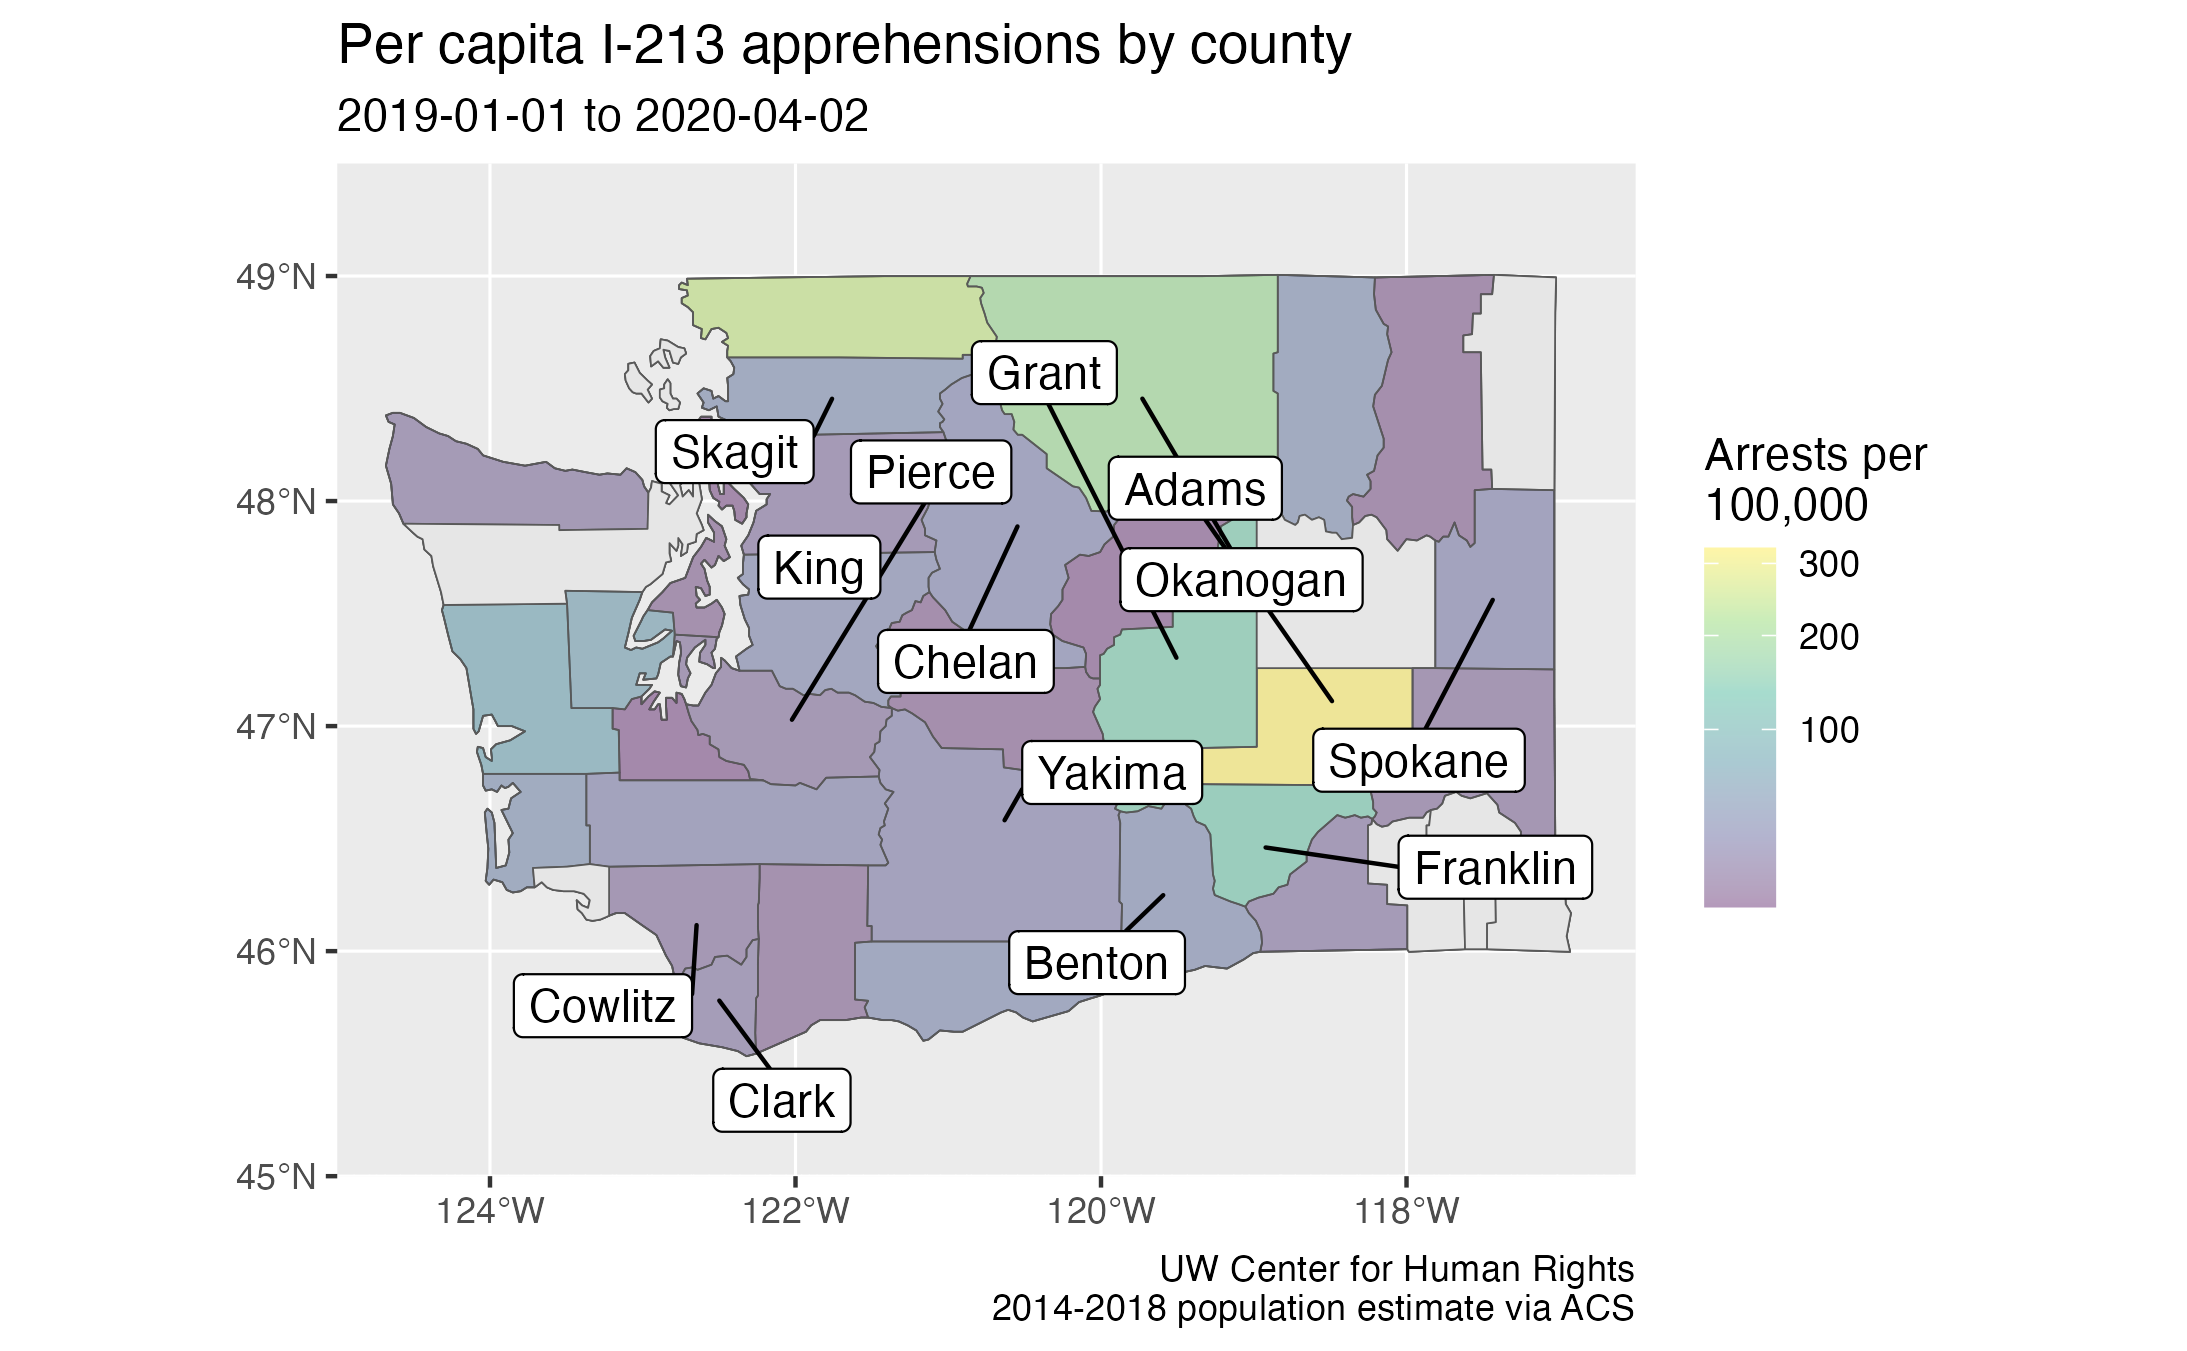 Per capita I-213 apprehensions by county
2019-01-01 to 2020-04-02
49°N
48°N
47°N
46°N
45°N
124°W
122°W
120°W
118°W
Grant
Skagit
Pierce
Adams
King
Okanogan
Chelan
Yakima
Spokane
Franklin
Benton
Cowlitz
Clark
Arrests per
100,000
300
200
100
UW Center for Human Rights
2014-2018 population estimate via ACS